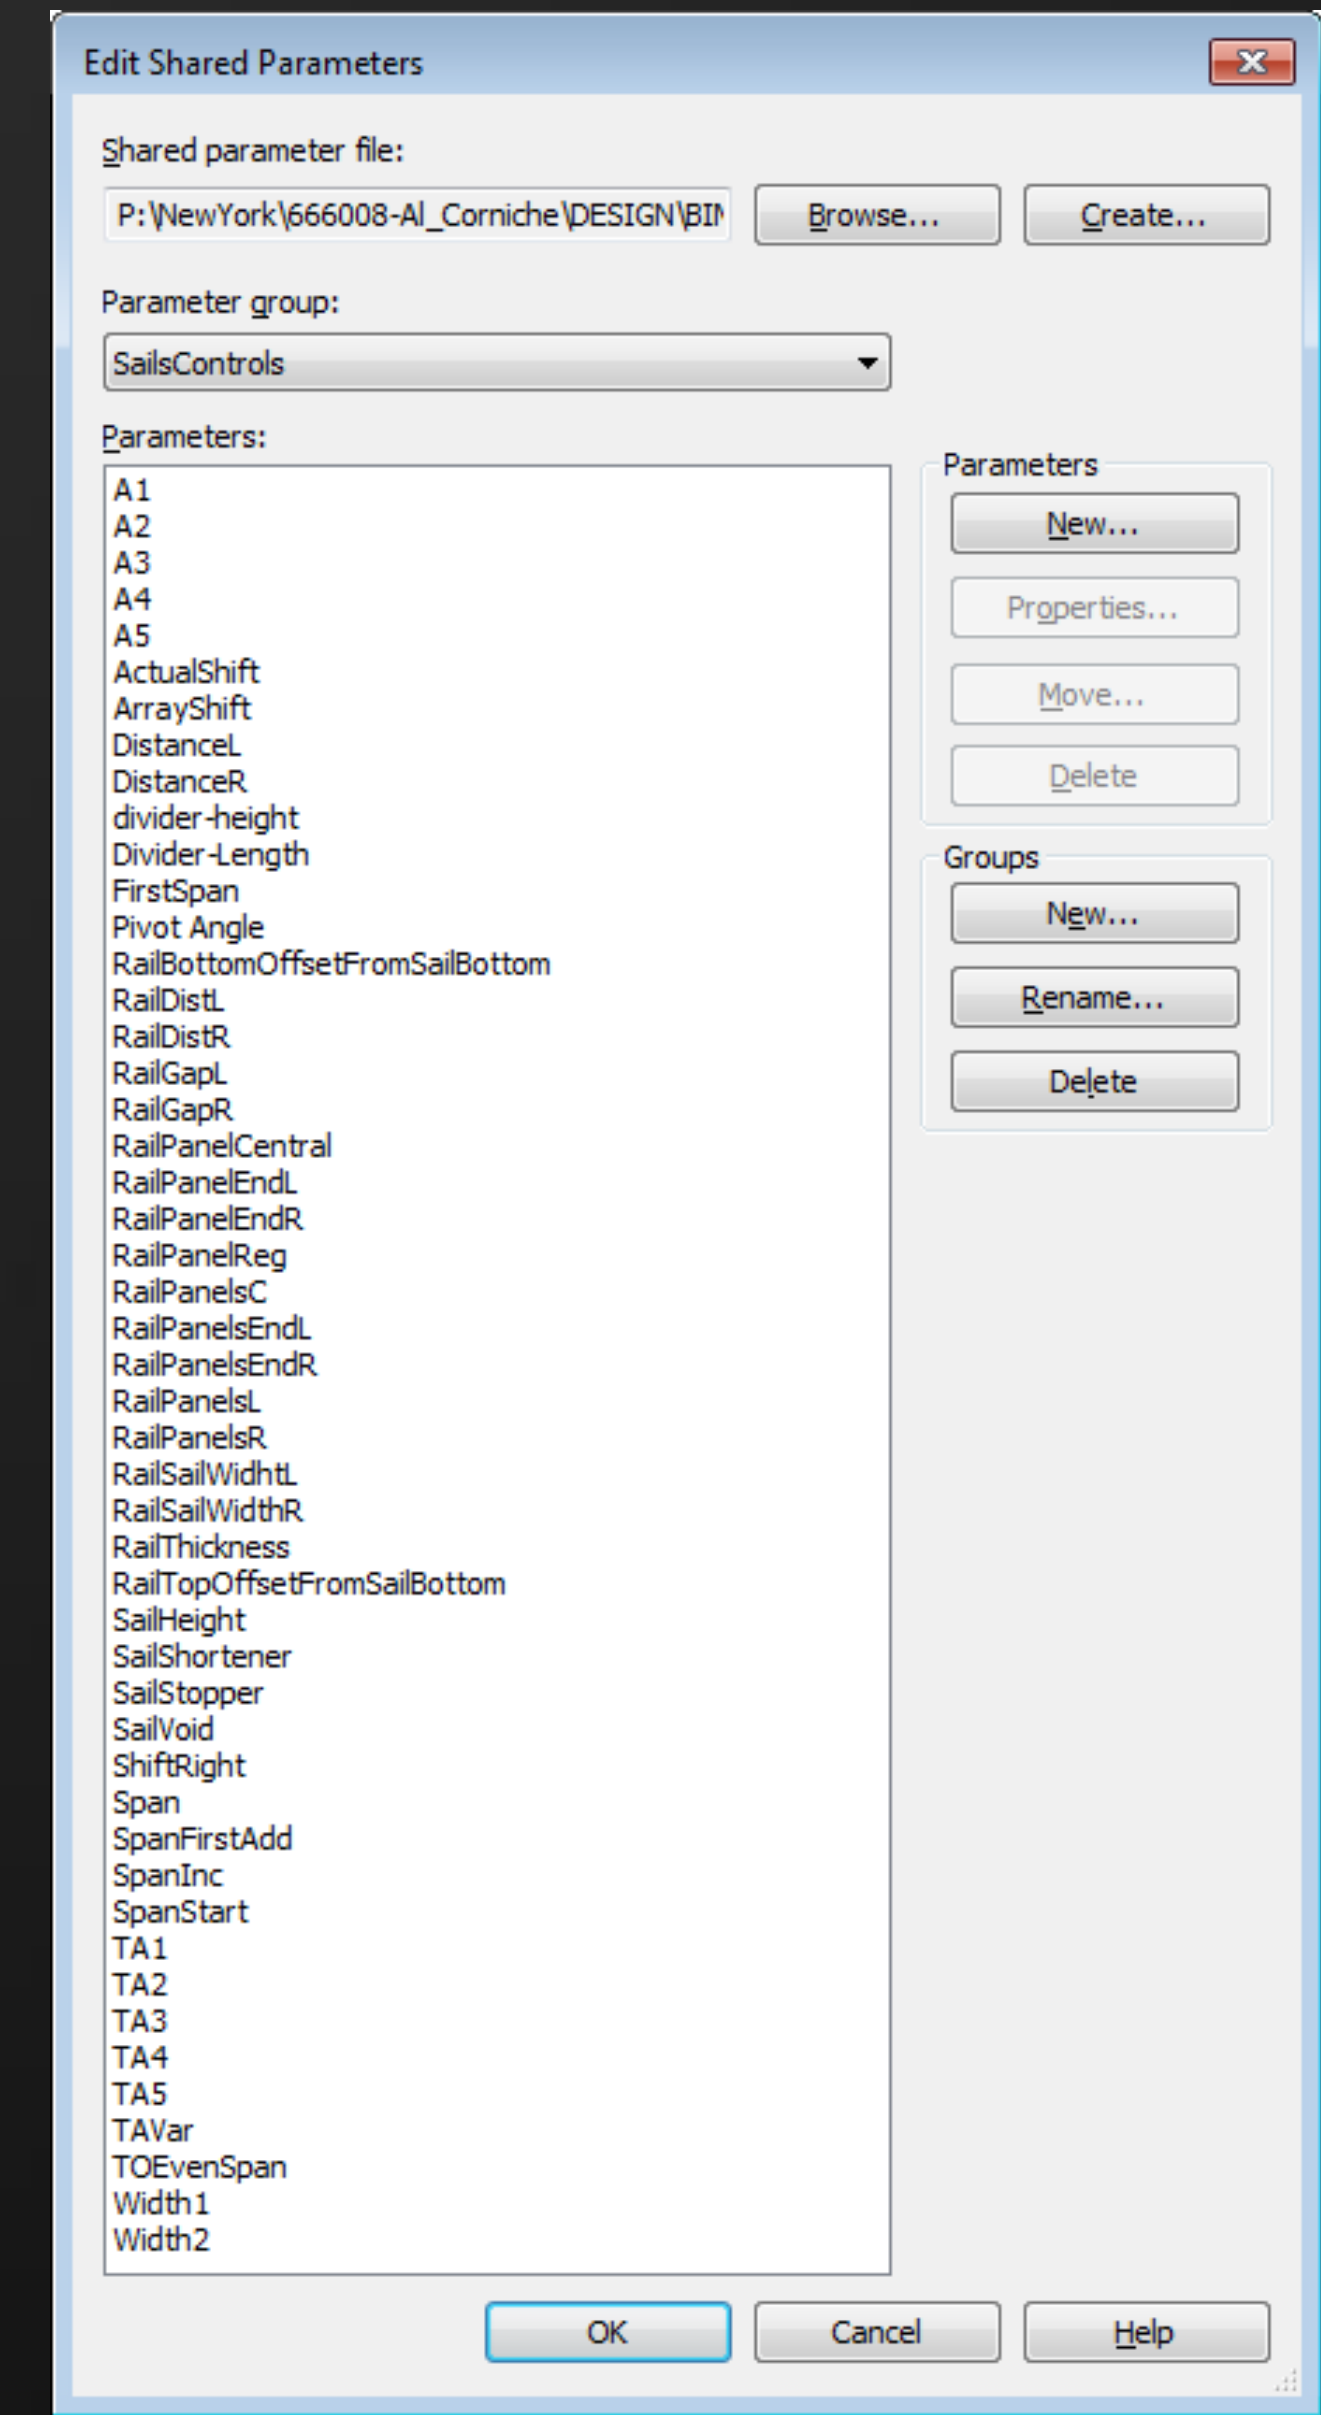 Edit Shared Parameters
Shared parameter file:
P:\NewYork\666008-Al_Corniche\DESIGN\BIM
Browse...
Create...
Parameter group:
SailsControls
Parameters:
A1
A2
A3
A4
A5
ActualShift
ArrayShift
DistanceL
DistanceR
divider-height
Divider-Length
FirstSpan
Pivot Angle
RailBottomOffsetFromSailBottom
RailDistL
RailDistR
RailGapL
RailGapR
RailPanelCentral
RailPanelEndL
RailPanelEndR
RailPanelReg
RailPanelsC
RailPanelsEndL
RailPanelsEndR
RailPanelsL
RailPanelsR
RailSailWidhtL
RailSailWidthR
RailThickness
RailTopOffsetFromSailBottom
SailHeight
SailShortener
SailStopper
SailVoid
ShiftRight
Span
SpanFirstAdd
SpanInc
SpanStart
TA1
TA2
TA3
TA4
TA5
TAVar
TOEvenSpan
Width1
Width2
Parameters
New...
Properties...
Move...
Delete
Groups
New...
Rename...
Delete
OK
Cancel
Help